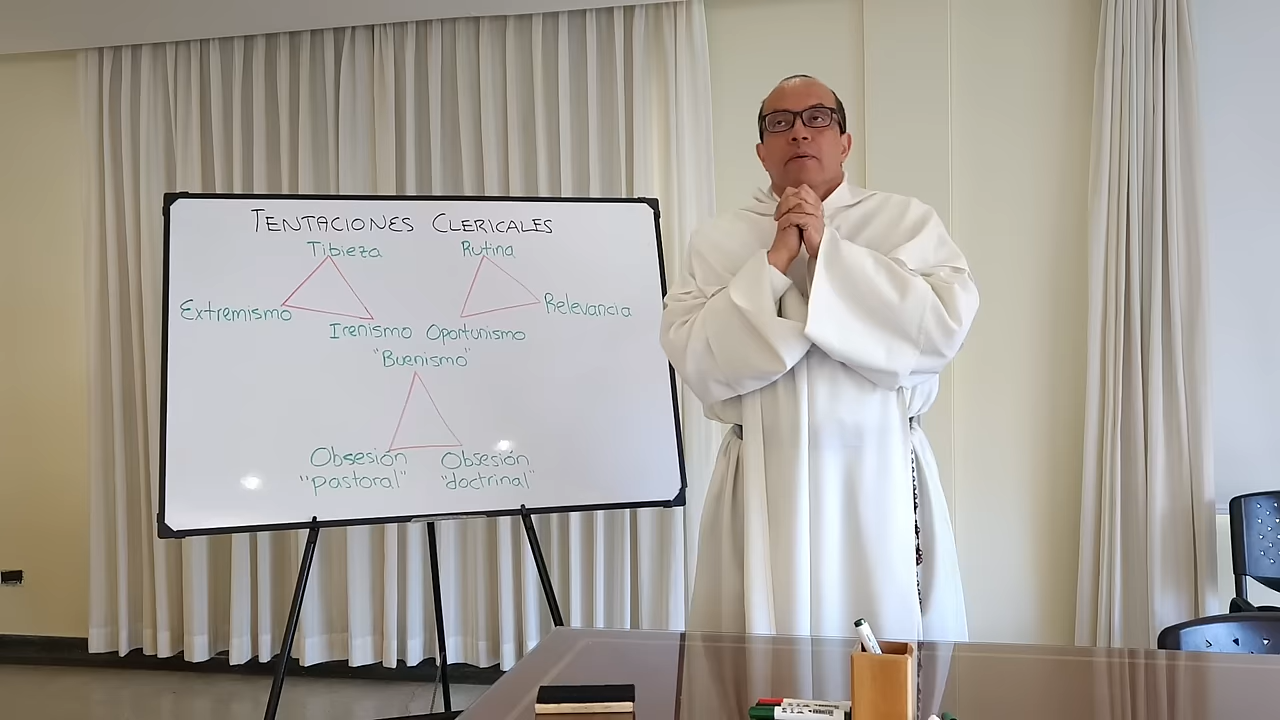 TENTACIONES CLERICALES
Tibieza Rutina
Extremismo Relevancia
Irenismo Oportunismo
"Buenismo"
Obsesión Obsesión
"pastoral" "doctrinal"